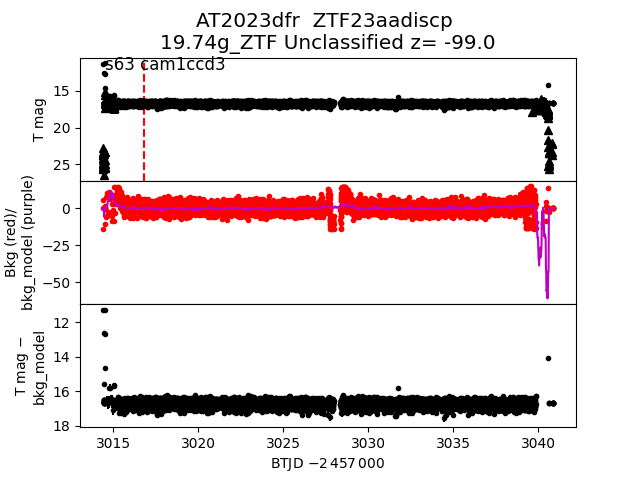 AT2023dfr  ZTF23aadiscp
19.74g_ZTF Unclassified z= -99.0
s63 cam1ccd3
T mag
15
20
25
Bkg (red)/
bkg_model (purple)
0
−25
−50
T mag −
bkg_model
12
14
16
18
3015 3020 3025 3030 3035 3040
BTJD −2 457 000